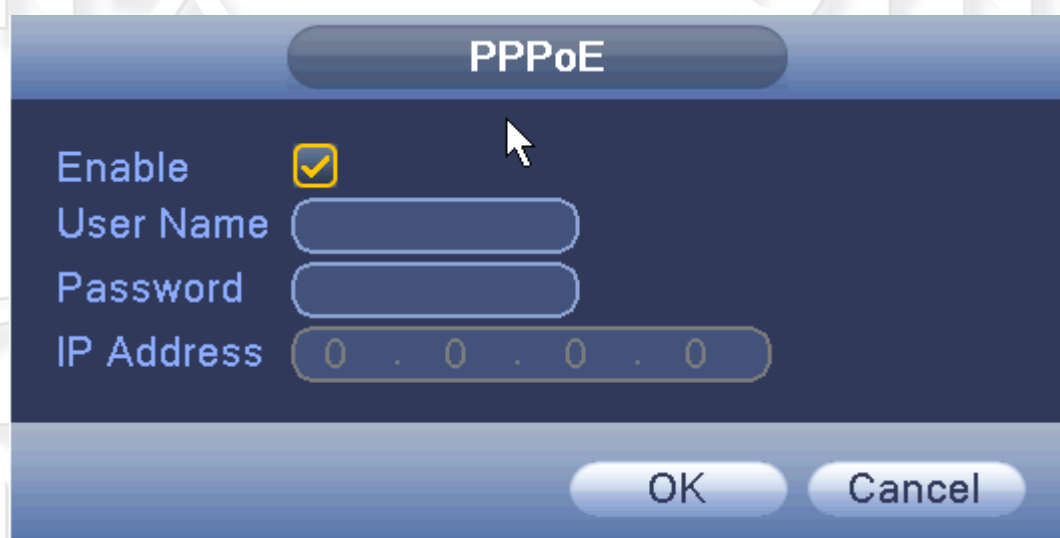 PPPoE
Enable
User Name
Password
IP Address 0 . 0 . 0 . 0
OK Cancel